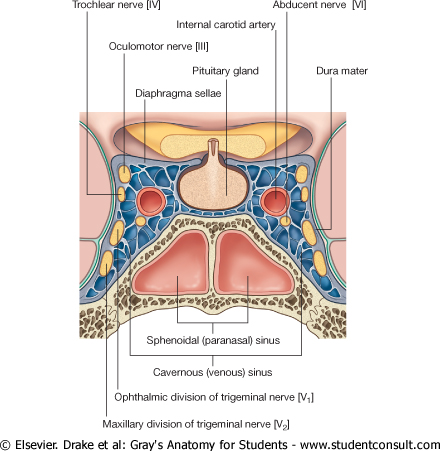 Trochlear nerve [IV]
Abducent nerve [VI]
Internal carotid artery
Oculomotor nerve [III]
Pituitary gland
Dura mater
Diaphragma sellae
Sphenoidal (paranasal) sinus
Cavernous (venous) sinus
Ophthalmic division of trigeminal nerve [V1]
Maxillary division of trigeminal nerve [V2]
© Elsevier. Drake et al: Gray's Anatomy for Students - www.studentconsult.com